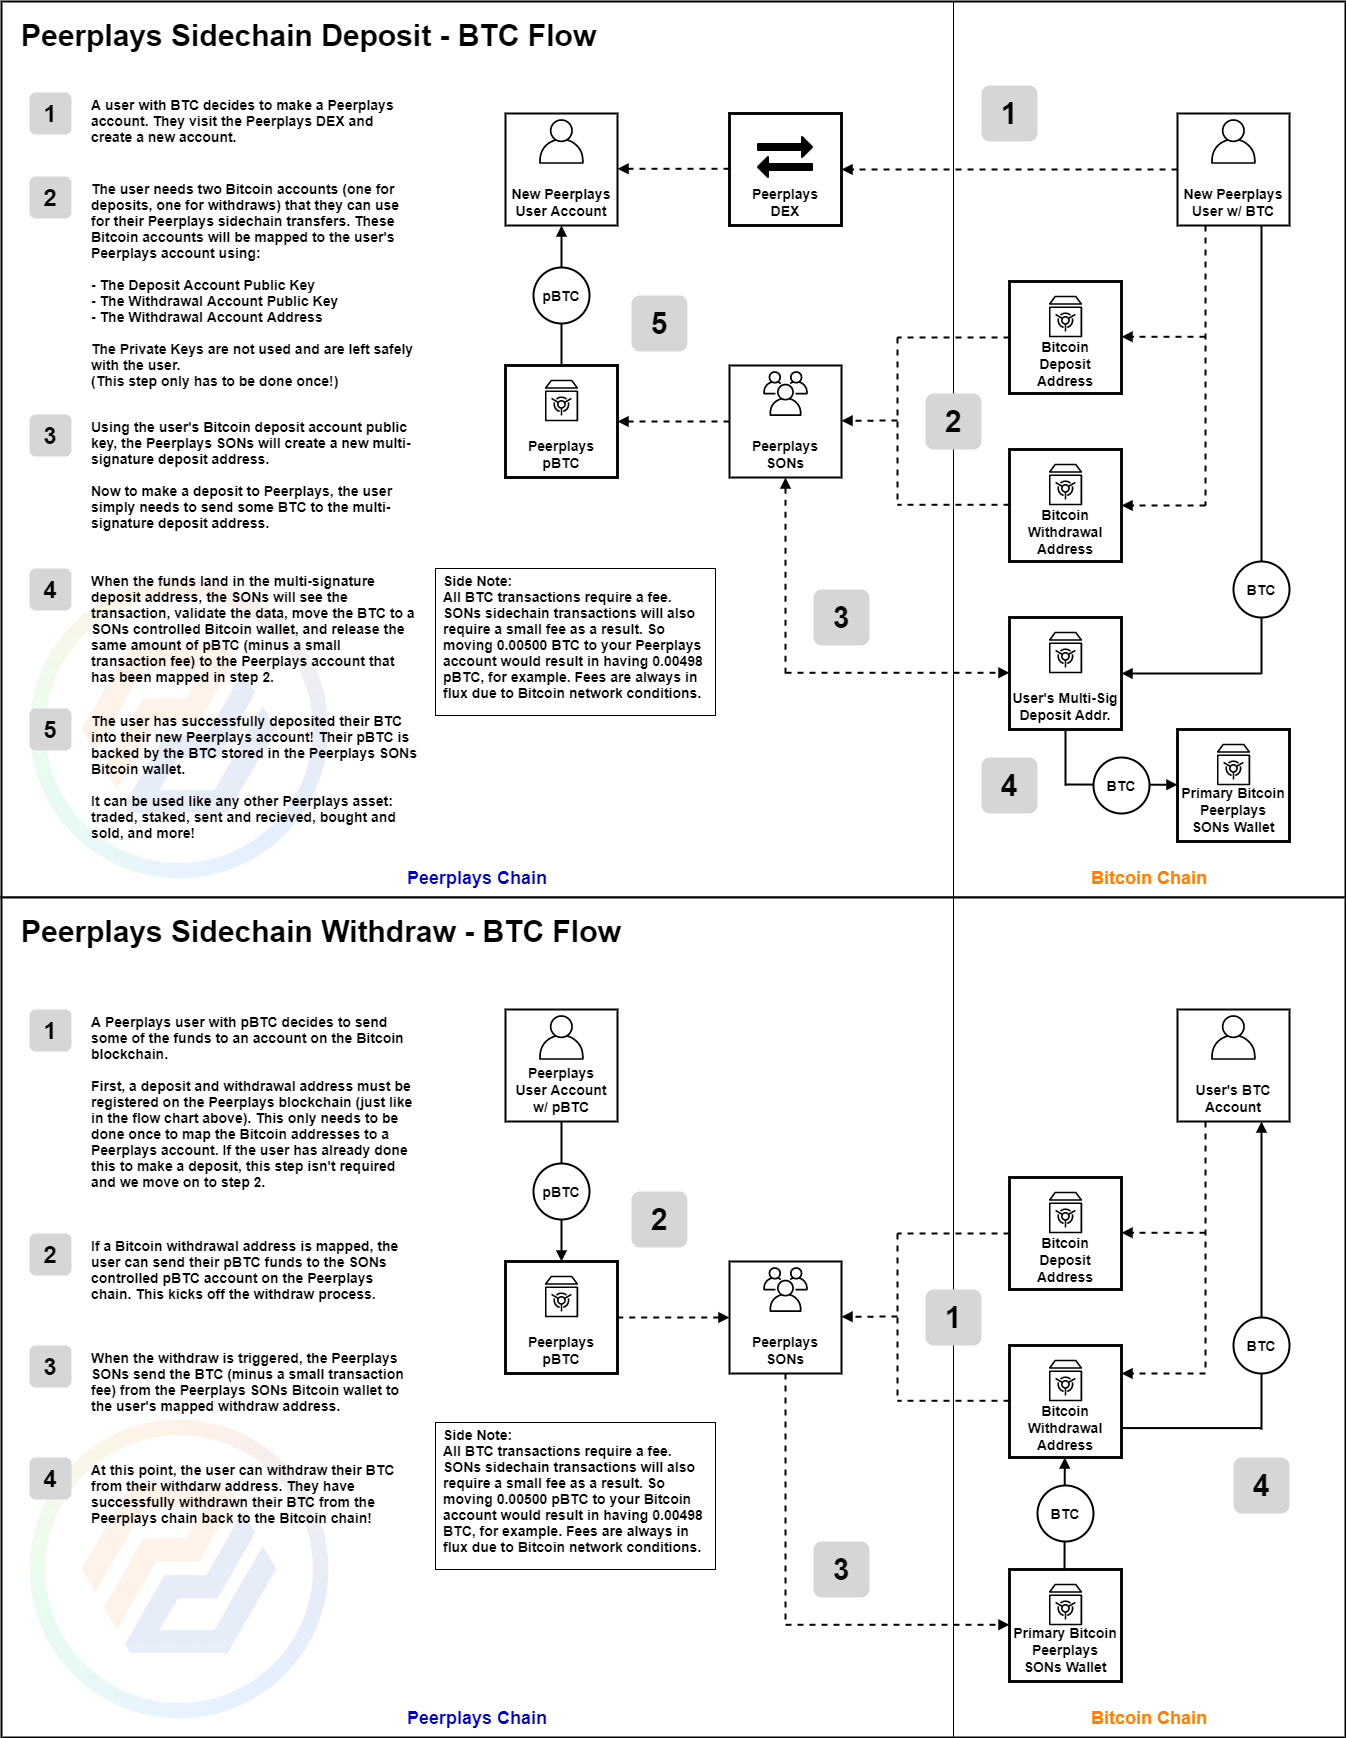 Peerplays Sidechain Deposit - BTC Flow
1
A user with BTC decides to make a Peerplays
account. They visit the Peerplays DEX and
create a new account.
2
The user needs two Bitcoin accounts (one for
deposits, one for withdraws) that they can use
for their Peerplays sidechain transfers. These
Bitcoin accounts will be mapped to the user's
Peerplays account using:
- The Deposit Account Public Key
- The Withdrawal Account Public Key
- The Withdrawal Account Address
The Private Keys are not used and are left safely
with the user.
(This step only has to be done once!)
3
Using the user's Bitcoin deposit account public
key, the Peerplays SONs will create a new multi-
signature deposit address.
Now to make a deposit to Peerplays, the user
simply needs to send some BTC to the multi-
signature deposit address.
4
When the funds land in the multi-signature
deposit address, the SONs will see the
transaction, validate the data, move the BTC to a
SONs controlled Bitcoin wallet, and release the
same amount of pBTC (minus a small
transaction fee) to the Peerplays account that
has been mapped in step 2.
5
The user has successfully deposited their BTC
into their new Peerplays account! Their pBTC is
backed by the BTC stored in the Peerplays SONs
Bitcoin wallet.
It can be used like any other Peerplays asset:
traded, staked, sent and recieved, bought and
sold, and more!
New Peerplays
User Account
Peerplays
DEX
1
New Peerplays
User w/ BTC
pBTC
5
Bitcoin
Deposit
Address
Peerplays
pBTC
Peerplays
SONs
2
Bitcoin
Withdrawal
Address
Side Note:
All BTC transactions require a fee.
SONs sidechain transactions will also
require a small fee as a result. So
moving 0.00500 BTC to your Peerplays
account would result in having 0.00498
pBTC, for example. Fees are always in
flux due to Bitcoin network conditions.
3
BTC
User's Multi-Sig
Deposit Addr.
4
BTC
Primary Bitcoin
Peerplays
SONs Wallet
Peerplays Chain
Bitcoin Chain
Peerplays Sidechain Withdraw - BTC Flow
1
A Peerplays user with pBTC decides to send
some of the funds to an account on the Bitcoin
blockchain.
First, a deposit and withdrawal address must be
registered on the Peerplays blockchain (just like
in the flow chart above). This only needs to be
done once to map the Bitcoin addresses to a
Peerplays account. If the user has already done
this to make a deposit, this step isn't required
and we move on to step 2.
2
If a Bitcoin withdrawal address is mapped, the
user can send their pBTC funds to the SONs
controlled pBTC account on the Peerplays
chain. This kicks off the withdraw process.
3
When the withdraw is triggered, the Peerplays
SONs send the BTC (minus a small transaction
fee) from the Peerplays SONs Bitcoin wallet to
the user's mapped withdraw address.
4
At this point, the user can withdraw their BTC
from their withdarw address. They have
successfully withdrawn their BTC from the
Peerplays chain back to the Bitcoin chain!
Peerplays
User Account
w/ pBTC
User's BTC
Account
pBTC
2
Bitcoin
Deposit
Address
Peerplays
pBTC
Peerplays
SONs
1
BTC
Bitcoin
Withdrawal
Address
Side Note:
All BTC transactions require a fee.
SONs sidechain transactions will also
require a small fee as a result. So
moving 0.00500 pBTC to your Bitcoin
account would result in having 0.00498
BTC, for example. Fees are always in
flux due to Bitcoin network conditions.
4
BTC
3
Primary Bitcoin
Peerplays
SONs Wallet
Peerplays Chain
Bitcoin Chain